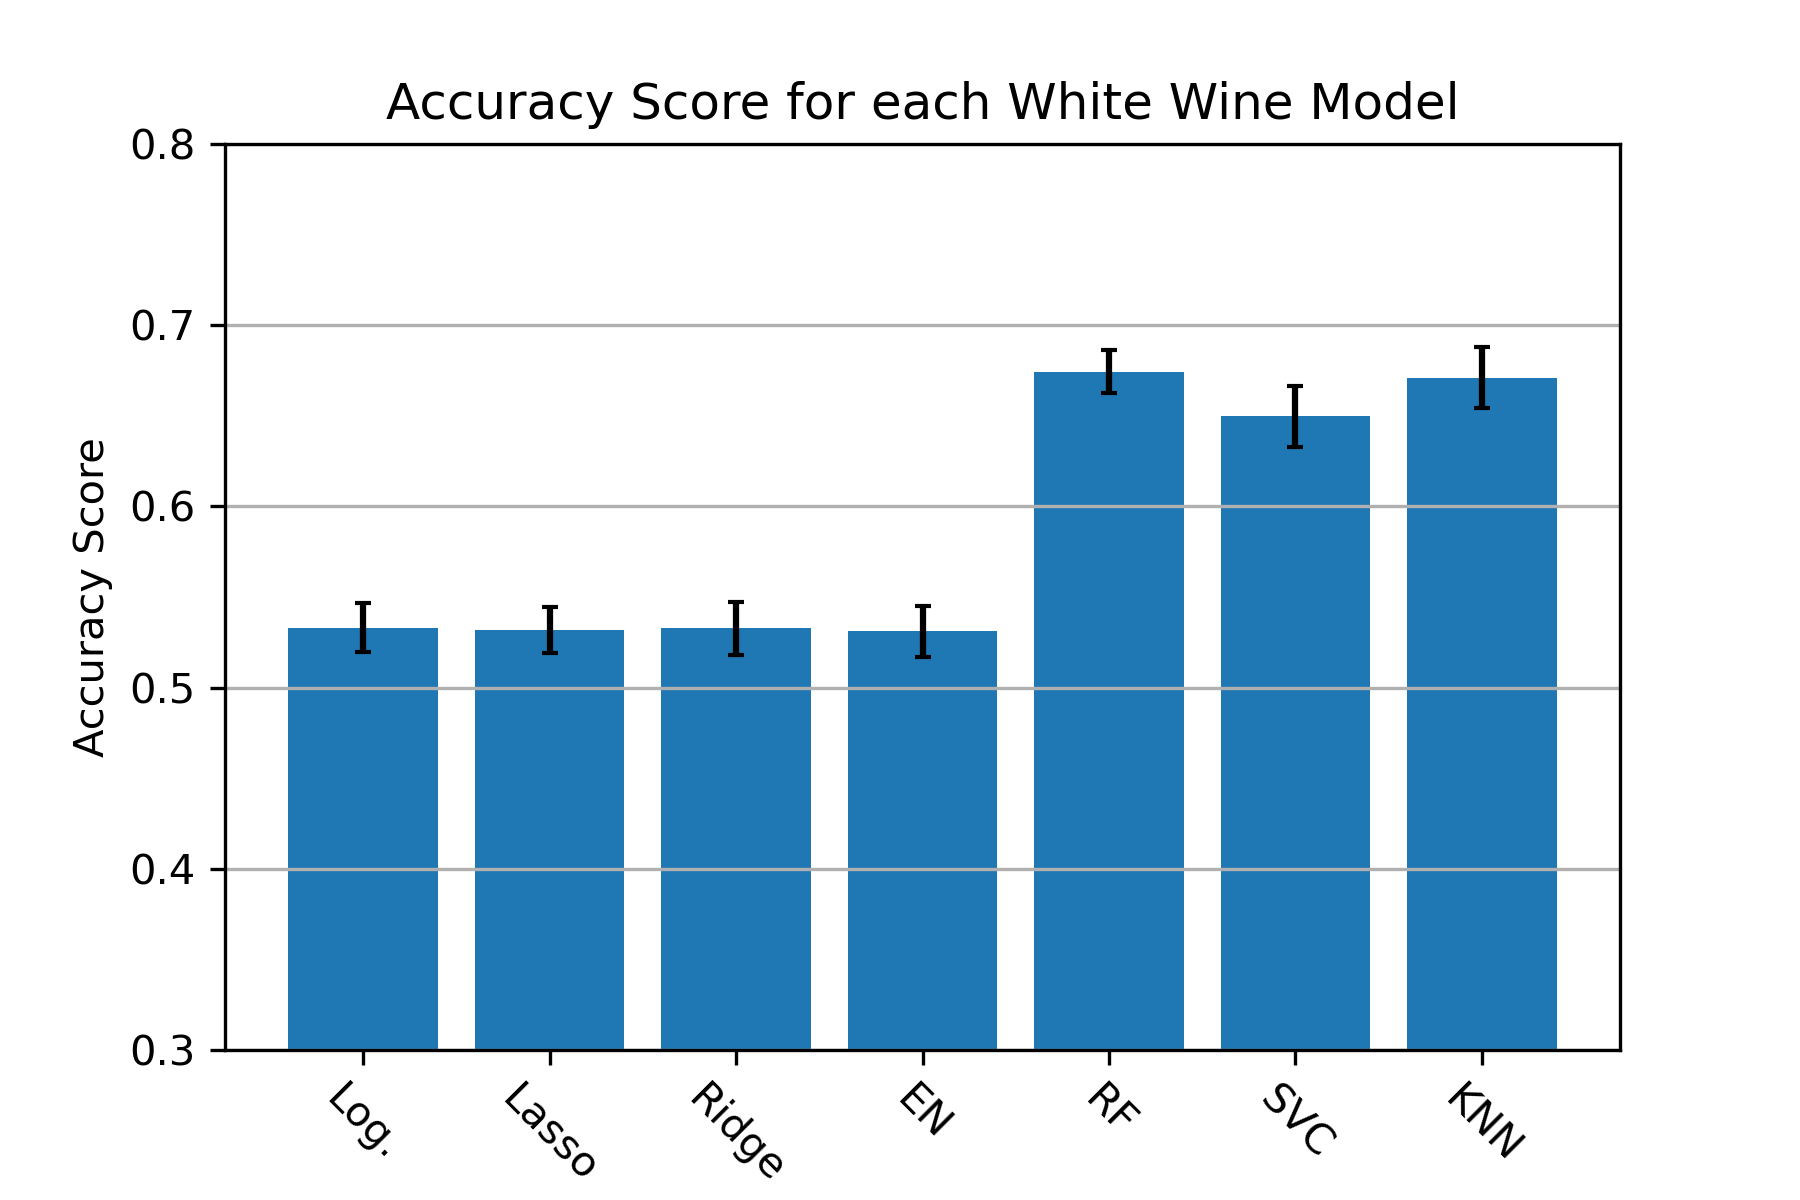 Accuracy Score for each White Wine Model
Accuracy Score
0.8
0.7
0.6
0.5
0.4
0.3
Log.
Lasso
Ridge
EN
RF
SVC
KNN